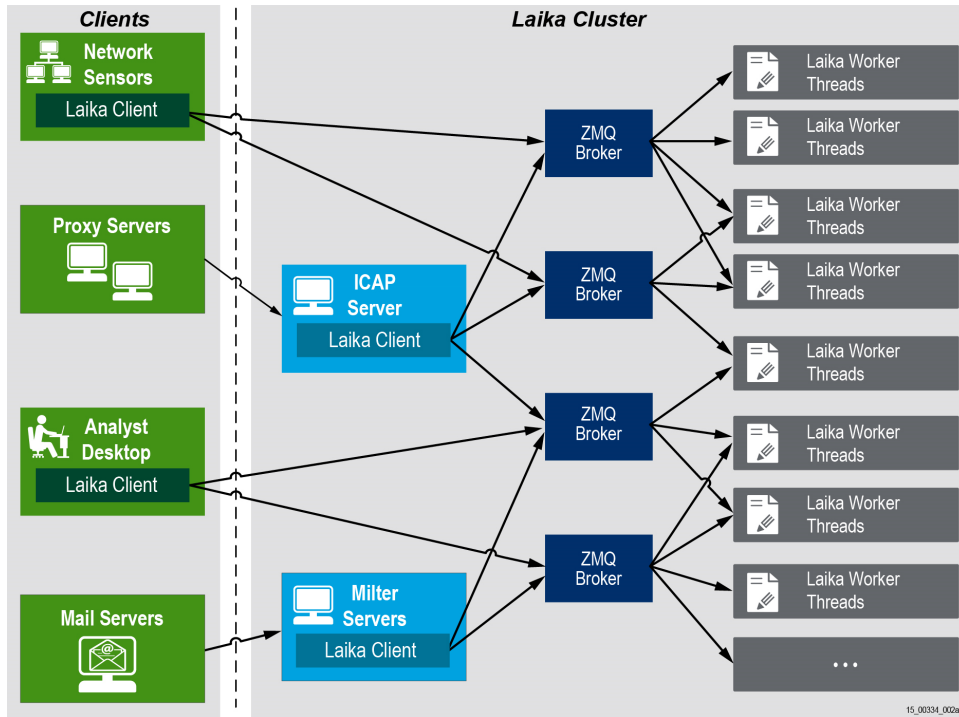 Clients
Network
Sensors
Laika Client
Proxy Servers
Analyst
Desktop
Laika Client
Mail Servers
@
Laika Cluster
ICAP
Server
Laika Client
Milter
Servers
Laika Client
ZMQ
Broker
ZMQ
Broker
ZMQ
Broker
ZMQ
Broker
Laika Worker
Threads
Laika Worker
Threads
Laika Worker
Threads
Laika Worker
Threads
Laika Worker
Threads
Laika Worker
Threads
Laika Worker
Threads
Laika Worker
Threads
...
15_00334_002a